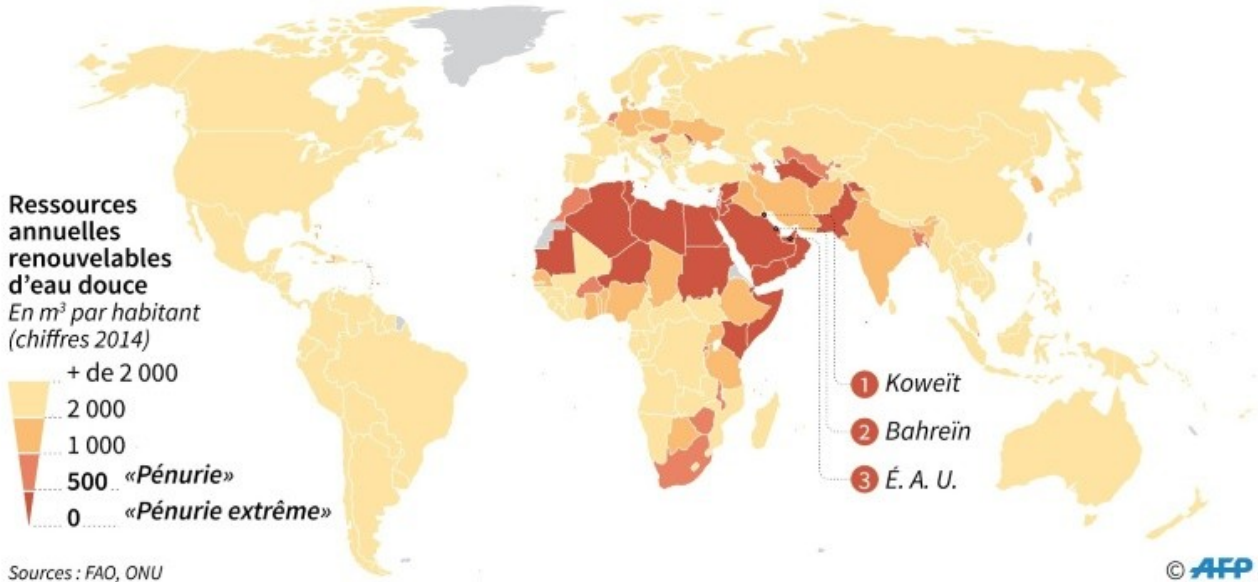 Ressources
annuelles
renouvelables
d'eau douce
En m³ par habitant
(chiffres 2014)
+ de 2 000
2 000
1 000
500 «Pénurie»
0 «Pénurie extrême»
1 Koweït
2 Bahreïn
3 É. A. U.
Sources : FAO, ONU
© AFP